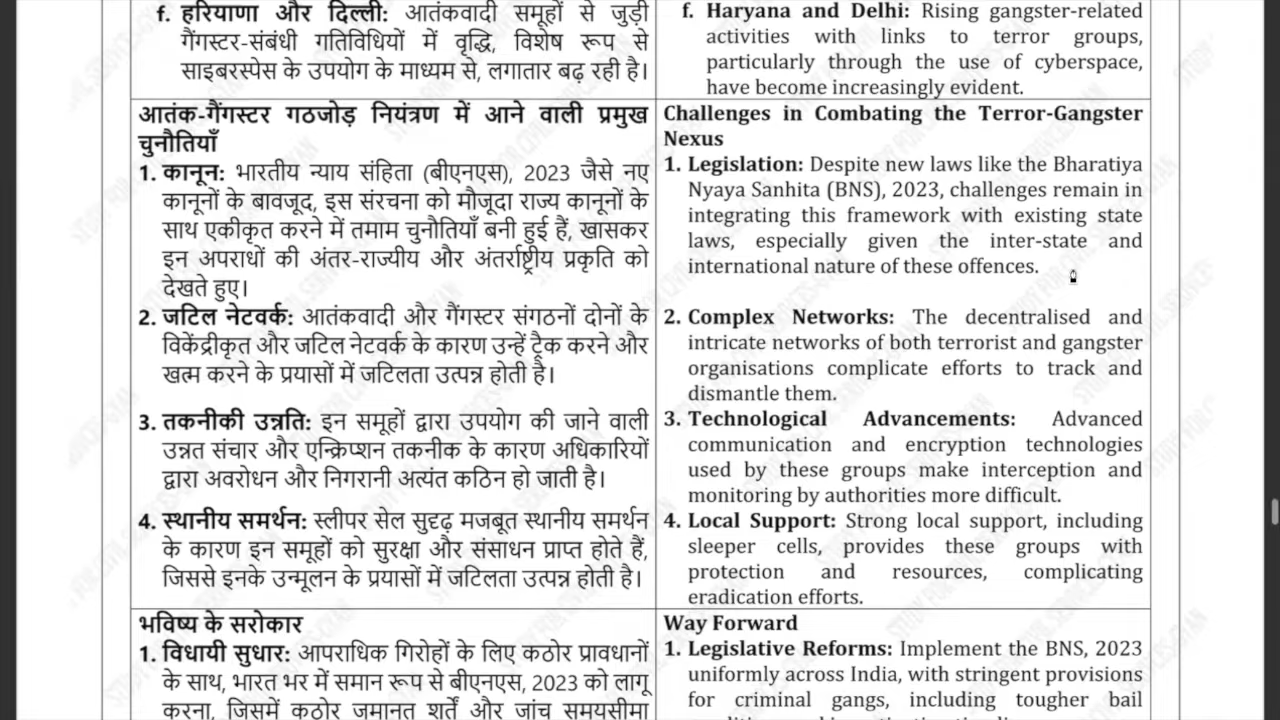 f. हरियाणा और दिल्ली: आतंकवादी समूहों से जुड़ी
गैंगस्टर-संबंधी गतिविधियों में वृद्धि, विशेष रूप से
साइबरस्पेस के उपयोग के माध्यम से, लगातार बढ़ रही है।
आतंक-गैंगस्टर गठजोड़ नियंत्रण में आने वाली प्रमुख
चुनौतियाँ
1. कानून: भारतीय न्याय संहिता (बीएनएस), 2023 जैसे नए
कानूनों के बावजूद, इस संरचना को मौजूदा राज्य कानूनों के
साथ एकीकृत करने में तमाम चुनौतियाँ बनी हुई हैं, खासकर
इन अपराधों की अंतर-राज्यीय और अंतर्राष्ट्रीय प्रकृति को
देखते हुए।
2. जटिल नेटवर्क: आतंकवादी और गैंगस्टर संगठनों दोनों के
विकेंद्रीकृत और जटिल नेटवर्क के कारण उन्हें ट्रैक करने और
खत्म करने के प्रयासों में जटिलता उत्पन्न होती है।
3. तकनीकी उन्नति: इन समूहों द्वारा उपयोग की जाने वाली
उन्नत संचार और एन्क्रिप्शन तकनीक के कारण अधिकारियों
द्वारा अवरोधन और निगरानी अत्यंत कठिन हो जाती है।
4. स्थानीय समर्थन: स्लीपर सेल सुदृढ़ मजबूत स्थानीय समर्थन
के कारण इन समूहों को सुरक्षा और संसाधन प्राप्त होते हैं,
जिससे इनके उन्मूलन के प्रयासों में जटिलता उत्पन्न होती है।
भविष्य के सरोकार
1. विधायी सुधार: आपराधिक गिरोहों के लिए कठोर प्रावधानों
के साथ, भारत भर में समान रूप से बीएनएस, 2023 को लागू
करना, जिसमें कठोर जमानत शर्तें और जांच समयसीमा
f. Haryana and Delhi: Rising gangster-related
activities with links to terror groups,
particularly through the use of cyberspace,
have become increasingly evident.
Challenges in Combating the Terror-Gangster
Nexus
1. Legislation: Despite new laws like the Bharatiya
Nyaya Sanhita (BNS), 2023, challenges remain in
integrating this framework with existing state
laws, especially given the inter-state and
international nature of these offences.
2. Complex Networks: The decentralised and
intricate networks of both terrorist and gangster
organisations complicate efforts to track and
dismantle them.
3. Technological Advancements: Advanced
communication and encryption technologies
used by these groups make interception and
monitoring by authorities more difficult.
4. Local Support: Strong local support, including
sleeper cells, provides these groups with
protection and resources, complicating
eradication efforts.
Way Forward
1. Legislative Reforms: Implement the BNS, 2023
uniformly across India, with stringent provisions
for criminal gangs, including tougher bail